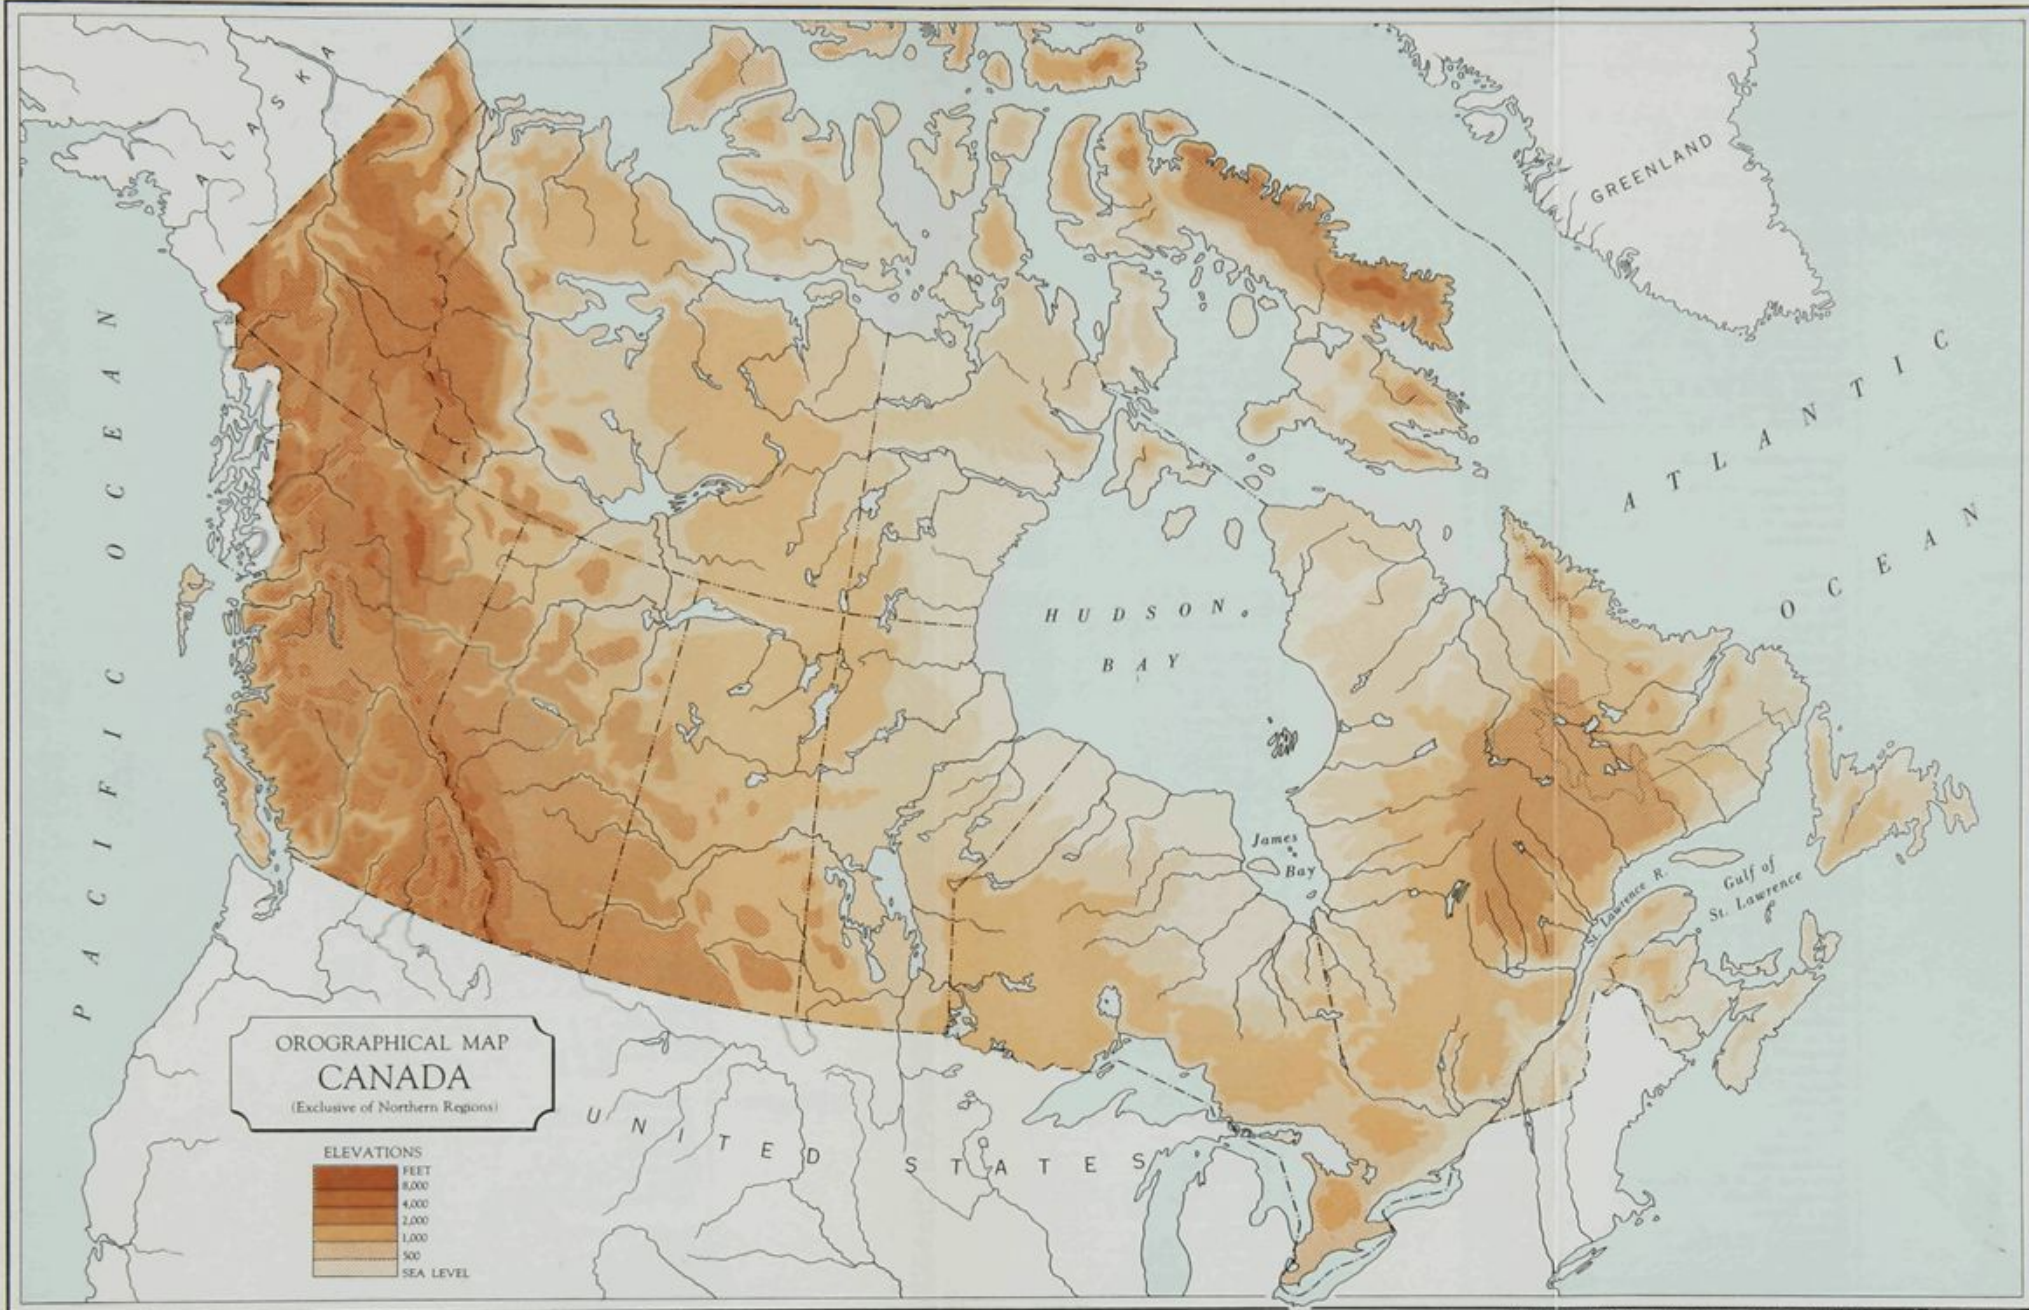 ALASKA
GREENLAND
PACIFIC OCEAN
ATLANTIC
OCEAN
HUDSON
BAY
James
Bay
St. Lawrence R.
Gulf of
St. Lawrence
UNITED STATES
OROGRAPHICAL MAP
CANADA
(Exclusive of Northern Regions)
ELEVATIONS
FEET
8,000
4,000
2,000
1,000
500
SEA LEVEL